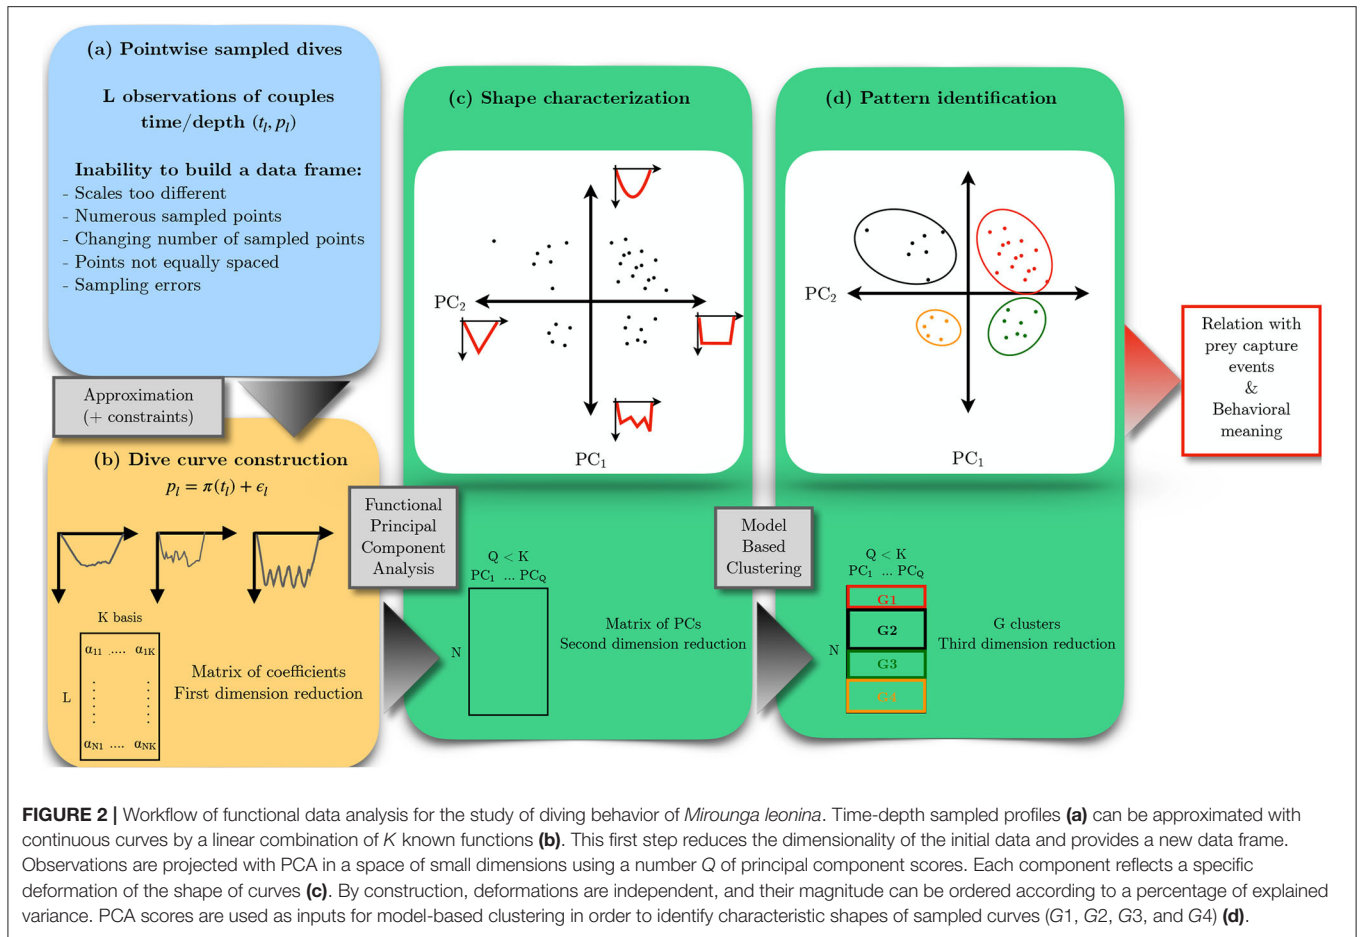 (a) Pointwise sampled dives
L observations of couples
time/depth (tₗ, pₗ)
Inability to build a data frame:
- Scales too different
- Numerous sampled points
- Changing number of sampled points
- Points not equally spaced
- Sampling errors
Approximation
(+ constraints)
(b) Dive curve construction
pₗ = π(tₗ) + ϵₗ
K basis
α₁₁ .... α₁K
L
αN1 .... αNK
Matrix of coefficients
First dimension reduction
Functional
Principal
Component
Analysis
(c) Shape characterization
PC₂
PC₁
Q < K
PC₁ ... PCQ
N
Matrix of PCs
Second dimension reduction
Model
Based
Clustering
(d) Pattern identification
PC₂
PC₁
Q < K
PC₁ ... PCQ
G1
G2
N
G3
G4
G clusters
Third dimension reduction
Relation with
prey capture
events
&
Behavioral
meaning
FIGURE 2 | Workflow of functional data analysis for the study of diving behavior of Mirounga leonina. Time-depth sampled profiles (a) can be approximated with
continuous curves by a linear combination of K known functions (b). This first step reduces the dimensionality of the initial data and provides a new data frame.
Observations are projected with PCA in a space of small dimensions using a number Q of principal component scores. Each component reflects a specific
deformation of the shape of curves (c). By construction, deformations are independent, and their magnitude can be ordered according to a percentage of explained
variance. PCA scores are used as inputs for model-based clustering in order to identify characteristic shapes of sampled curves (G1, G2, G3, and G4) (d).